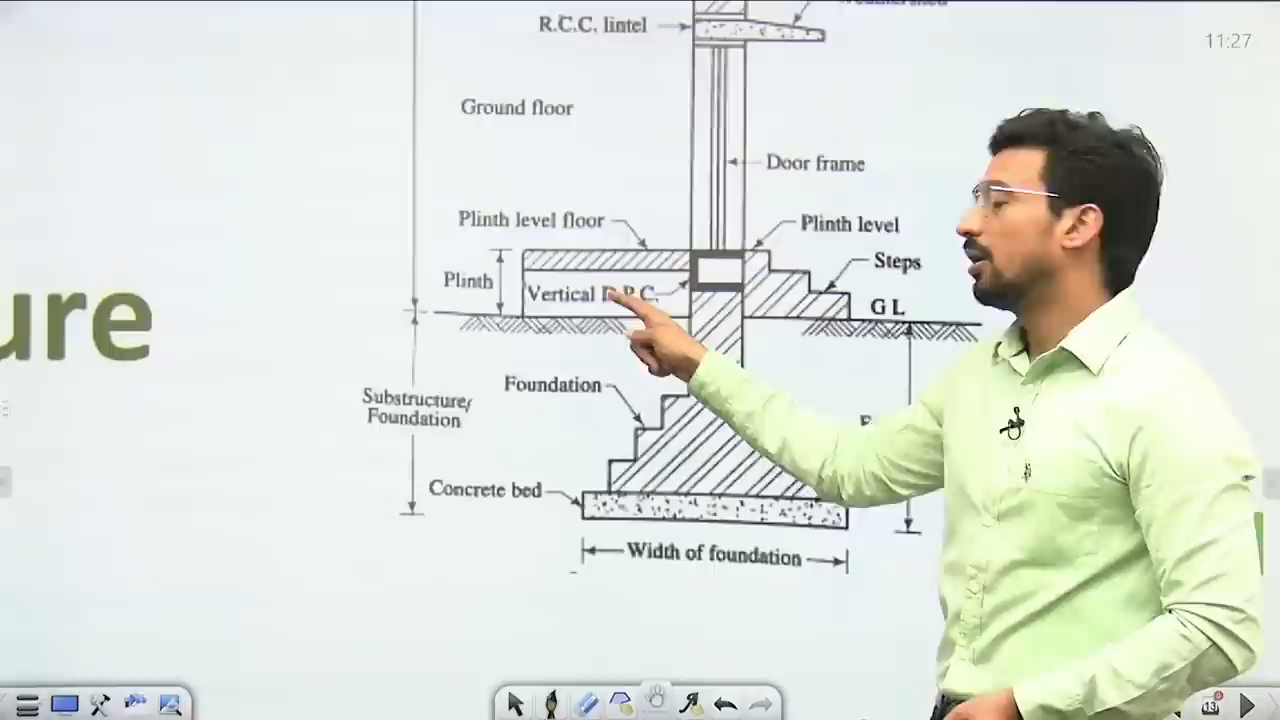 R.C.C. lintel
11:27
Ground floor
Door frame
Plinth level floor
Plinth level
Steps
Plinth
Vertical D.P.C.
G L
ure
Foundation
Substructure/
Foundation
Concrete bed
Width of foundation
13